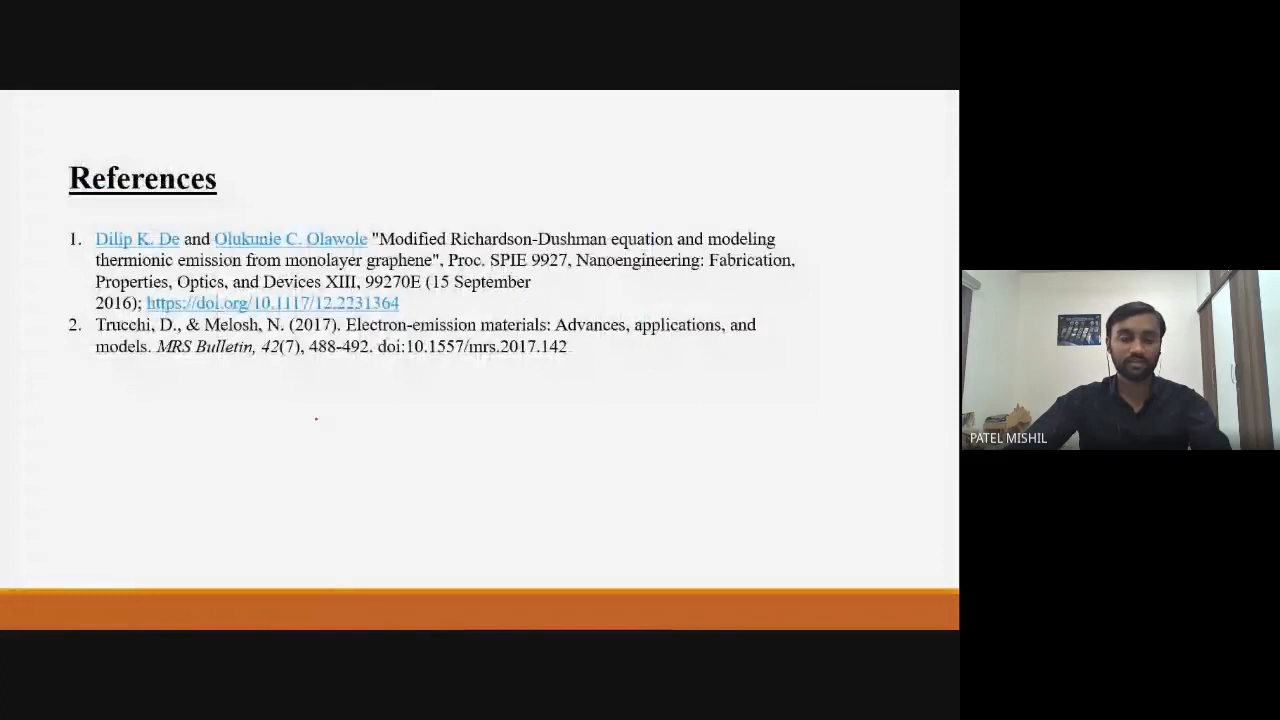 References
1. Dilip K. De and Olukunle C. Olawole "Modified Richardson-Dushman equation and modeling
thermionic emission from monolayer graphene", Proc. SPIE 9927, Nanoengineering: Fabrication,
Properties, Optics, and Devices XIII, 99270E (15 September
2016); https://doi.org/10.1117/12.2231364
2. Trucchi, D., & Melosh, N. (2017). Electron-emission materials: Advances, applications, and
models. MRS Bulletin, 42(7), 488-492. doi:10.1557/mrs.2017.142
PATEL MISHIL